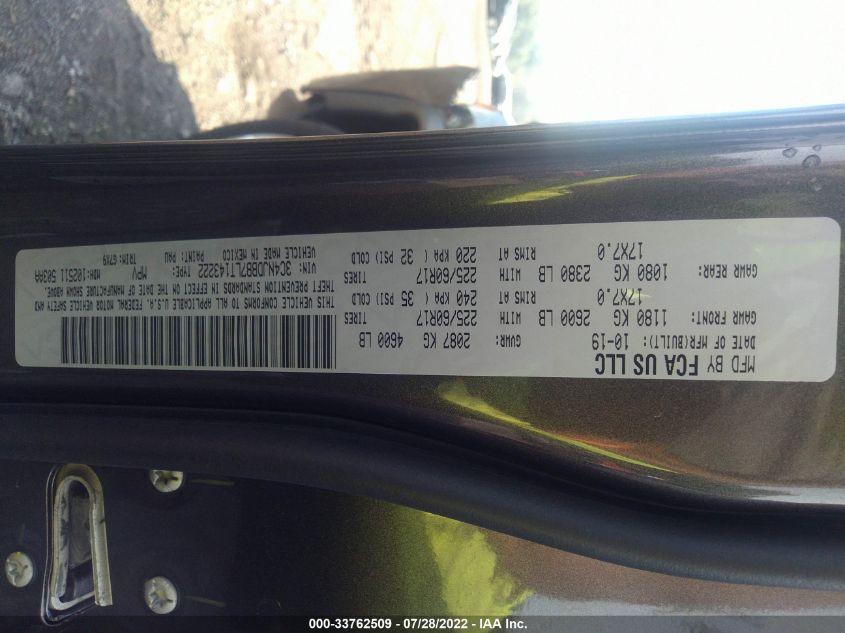 MFD BY FCA US LLC
DATE OF MFR(BUILT): 10-19 GVWR: 2087 KG 4600 LB
GAWR FRONT: WITH TIRES
1180 KG 2600 LB 225/60R17
RIMS AT
17X7.0 240 KPA ( 35 PSI) COLD
GAWR REAR: WITH TIRES
1080 KG 2380 LB 225/60R17
RIMS AT
17X7.0 220 KPA ( 32 PSI) COLD
THIS VEHICLE CONFORMS TO ALL APPLICABLE U.S.A. FEDERAL MOTOR VEHICLE SAFETY AND
THEFT PREVENTION STANDARDS IN EFFECT ON THE DATE OF MANUFACTURE SHOWN ABOVE.
VIN: 3C4NJDBB7LT143222 TYPE: MPV MDH: 102511 503AA
VEHICLE MADE IN MEXICO PAINT: PAU TRIM: G7X9
000-33762509 / 07/28/2022 - IAA Inc.